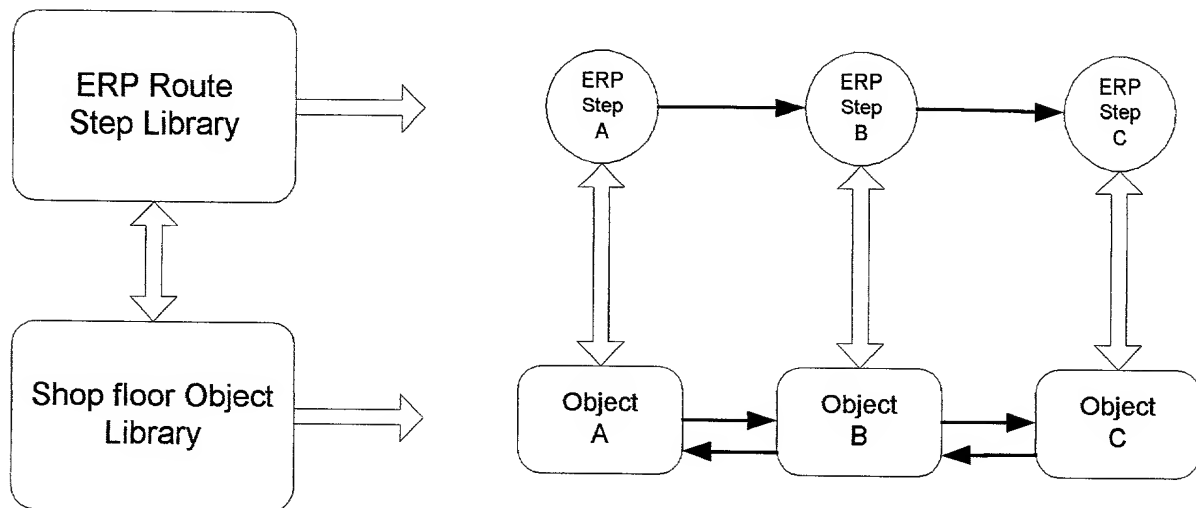 ERP Route
Step Library
ERP
Step
A
ERP
Step
B
ERP
Step
C
Shop floor Object
Library
Object
A
Object
B
Object
C